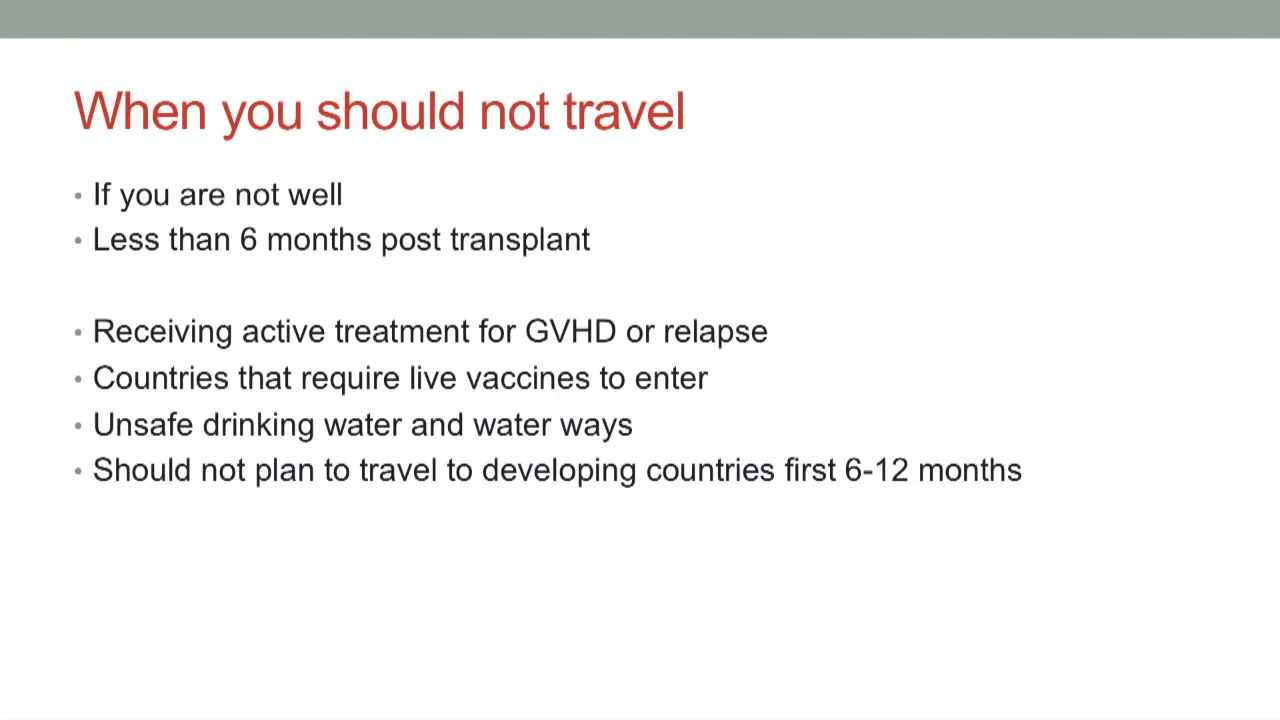 When you should not travel
• If you are not well
• Less than 6 months post transplant
• Receiving active treatment for GVHD or relapse
• Countries that require live vaccines to enter
• Unsafe drinking water and water ways
• Should not plan to travel to developing countries first 6-12 months